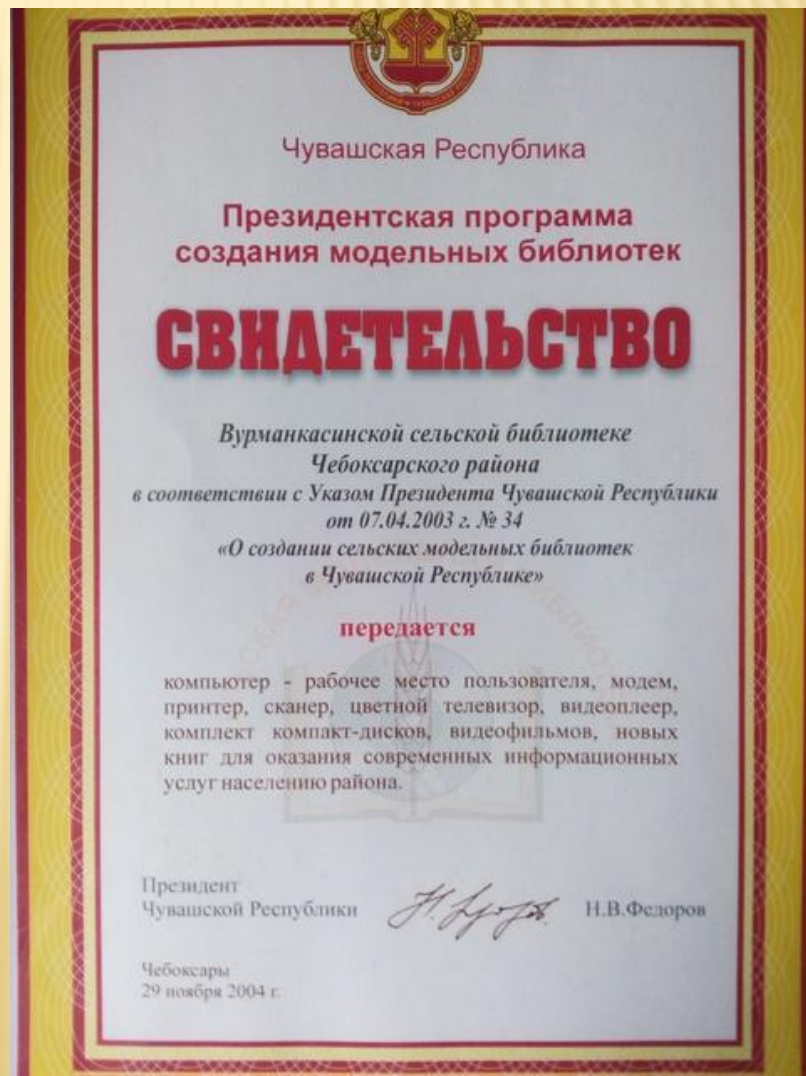 Чувашская Республика
Президентская программа
создания модельных библиотек
СВИДЕТЕЛЬСТВО
Вурманкасинской сельской библиотеке
Чебоксарского района
в соответствии с Указом Президента Чувашской Республики
от 07.04.2003 г. № 34
«О создании сельских модельных библиотек
в Чувашской Республике»
передается
компьютер - рабочее место пользователя, модем,
принтер, сканер, цветной телевизор, видеоплеер,
комплект компакт-дисков, видеофильмов, новых
книг для оказания современных информационных
услуг населению района.
Президент
Чувашской Республики Н.В.Федоров
Чебоксары
29 ноября 2004 г.